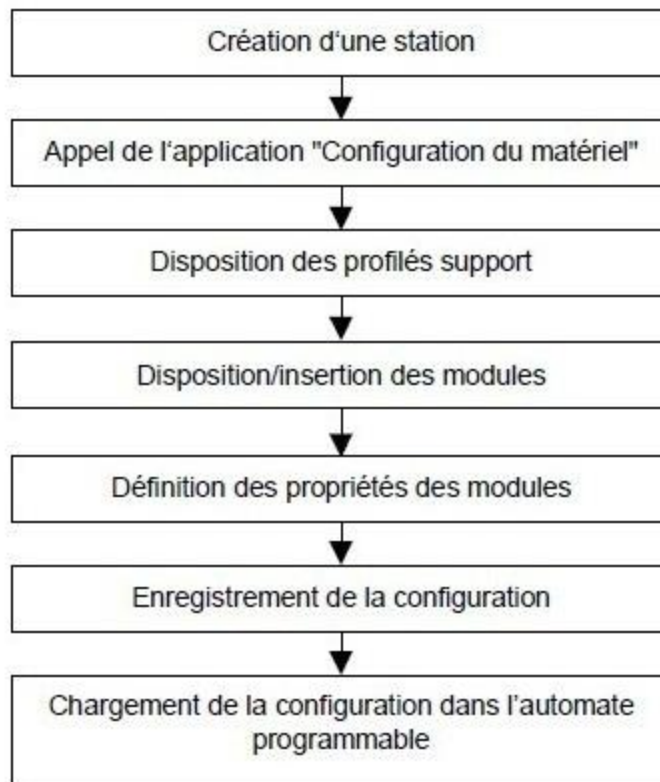 Création d‘une station
Appel de l‘application "Configuration du matériel"
Disposition des profilés support
Disposition/insertion des modules
Définition des propriétés des modules
Enregistrement de la configuration
Chargement de la configuration dans l’automate
programmable